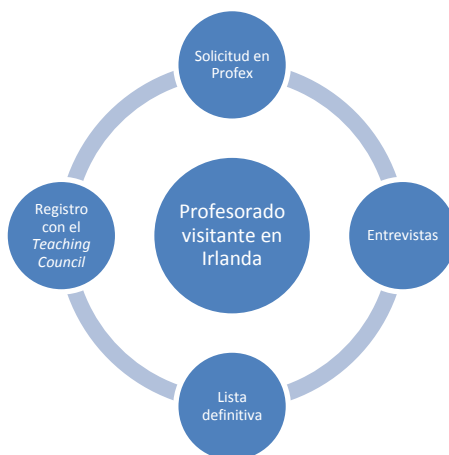 Solicitud en
Profex
Profesorado
visitante en
Irlanda
Registro
con el
Teaching
Council
Entrevistas
Lista
definitiva